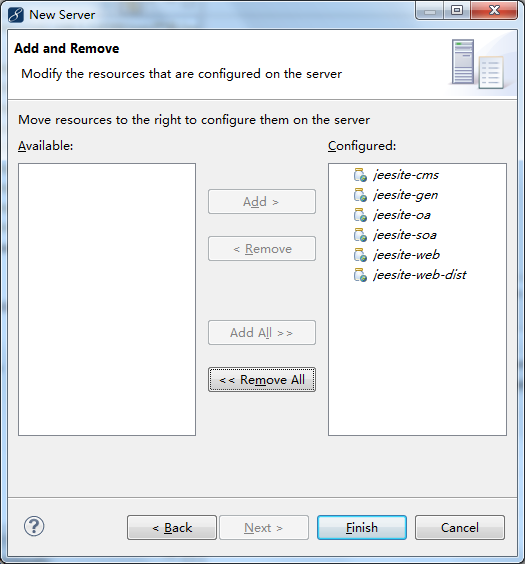 New Server
Add and Remove
Modify the resources that are configured on the server
Move resources to the right to configure them on the server
Available:
Configured:
jeesite-cms
jeesite-gen
jeesite-oa
jeesite-soa
jeesite-web
jeesite-web-dist
Add >
< Remove
Add All >>
<< Remove All
?
< Back
Next >
Finish
Cancel